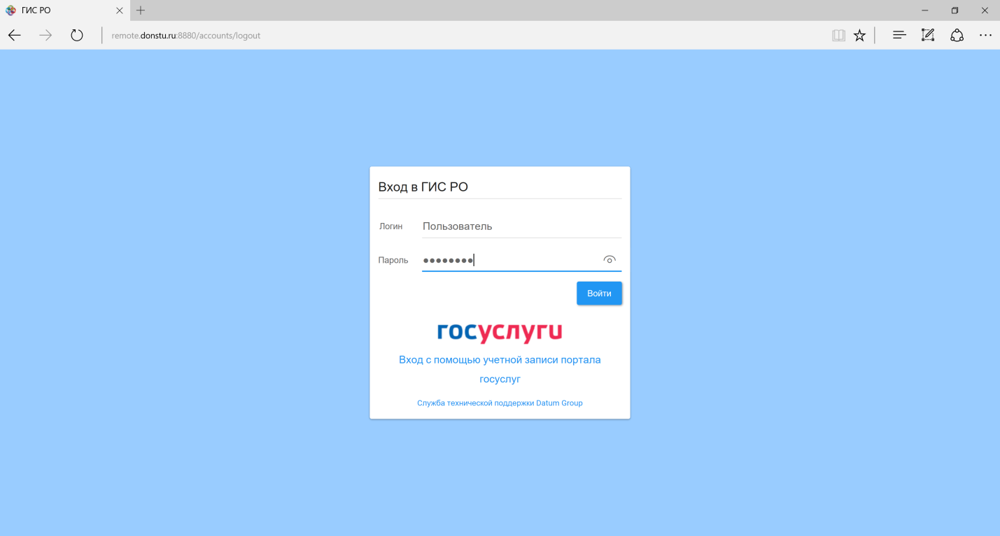 ГИС РО
remote.donstu.ru:8880/accounts/logout
Вход в ГИС РО
Логин Пользователь
Пароль ••••••••
Войти
госуслуги
Вход с помощью учетной записи портала
госуслуг
Служба технической поддержки Datum Group